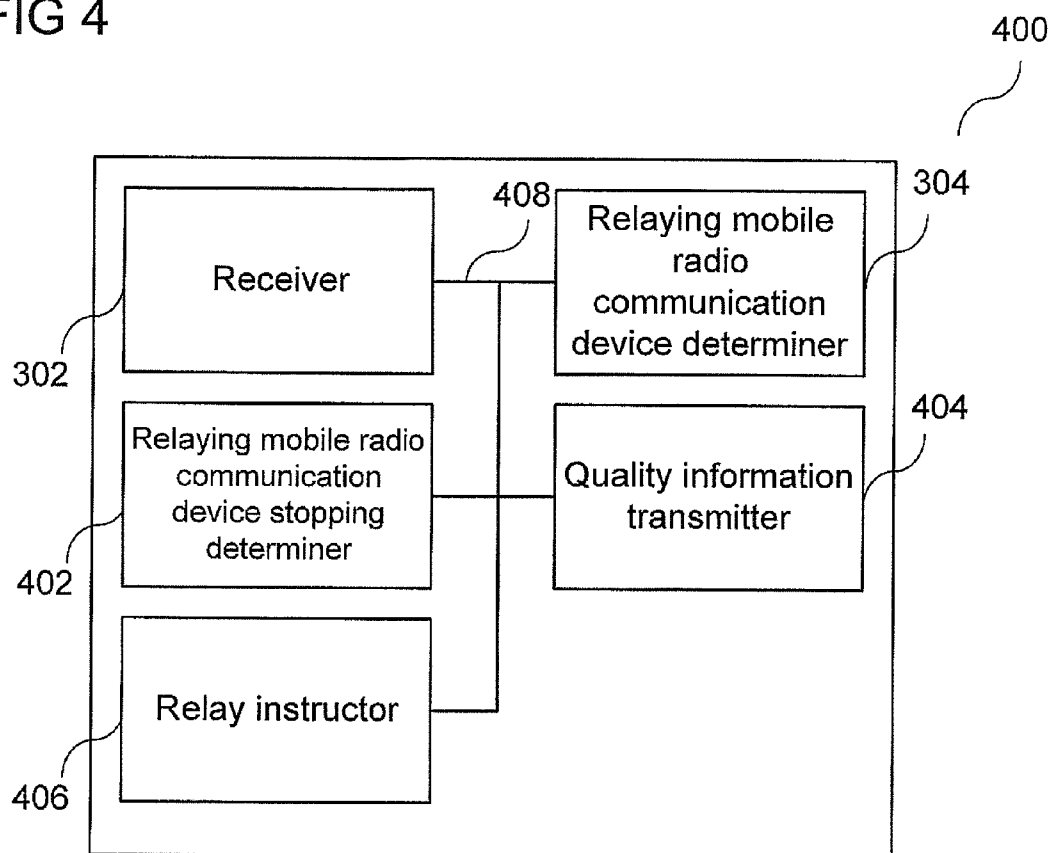 FIG 4
400
408
304
Receiver
Relaying mobile
radio
communication
device determiner
302
404
Relaying mobile radio
communication
device stopping
determiner
Quality information
transmitter
402
Relay instructor
406